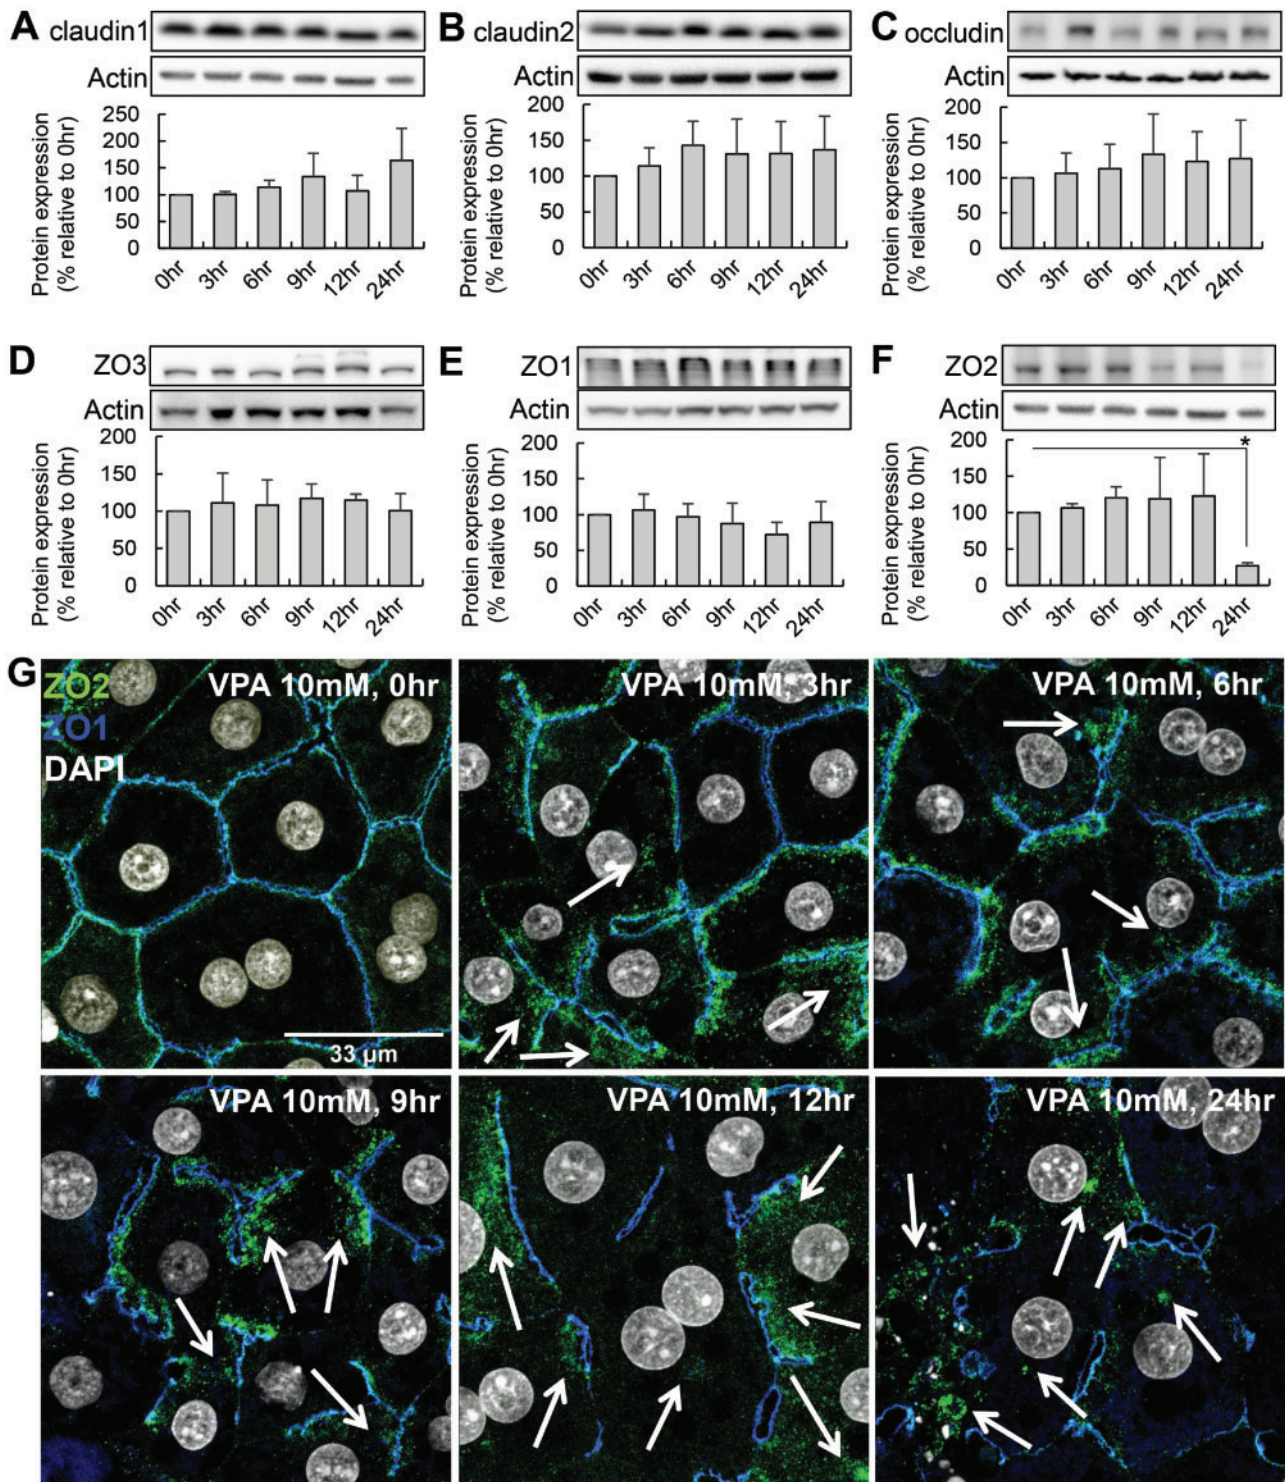 A claudin1
Actin
Protein expression
(% relative to 0hr)
250
200
150
100
50
0
0hr 3hr 6hr 9hr 12hr 24hr
B claudin2
Actin
Protein expression
(% relative to 0hr)
200
150
100
50
0
0hr 3hr 6hr 9hr 12hr 24hr
C occludin
Actin
Protein expression
(% relative to 0hr)
200
150
100
50
0
0hr 3hr 6hr 9hr 12hr 24hr
D ZO3
Actin
Protein expression
(% relative to 0hr)
200
150
100
50
0
0hr 3hr 6hr 9hr 12hr 24hr
E ZO1
Actin
Protein expression
(% relative to 0hr)
200
150
100
50
0
0hr 3hr 6hr 9hr 12hr 24hr
F ZO2
Actin
Protein expression
(% relative to 0hr)
200
150
100
50
0
*
0hr 3hr 6hr 9hr 12hr 24hr
G ZO2
ZO1
DAPI
VPA 10mM, 0hr
33 µm
VPA 10mM, 3hr
VPA 10mM, 6hr
VPA 10mM, 9hr
VPA 10mM, 12hr
VPA 10mM, 24hr